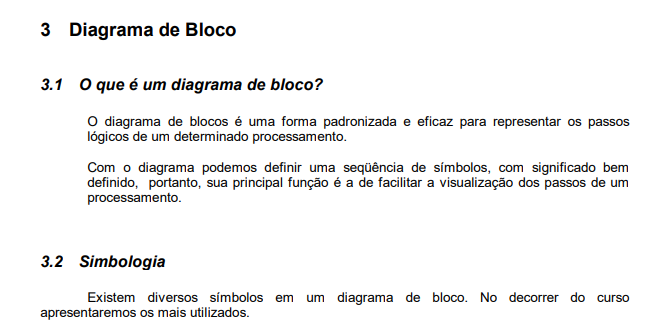 3 Diagrama de Bloco
3.1 O que é um diagrama de bloco?
O diagrama de blocos é uma forma padronizada e eficaz para representar os passos
lógicos de um determinado processamento.
Com o diagrama podemos definir uma seqüência de símbolos, com significado bem
definido, portanto, sua principal função é a de facilitar a visualização dos passos de um
processamento.
3.2 Simbologia
Existem diversos símbolos em um diagrama de bloco. No decorrer do curso
apresentaremos os mais utilizados.